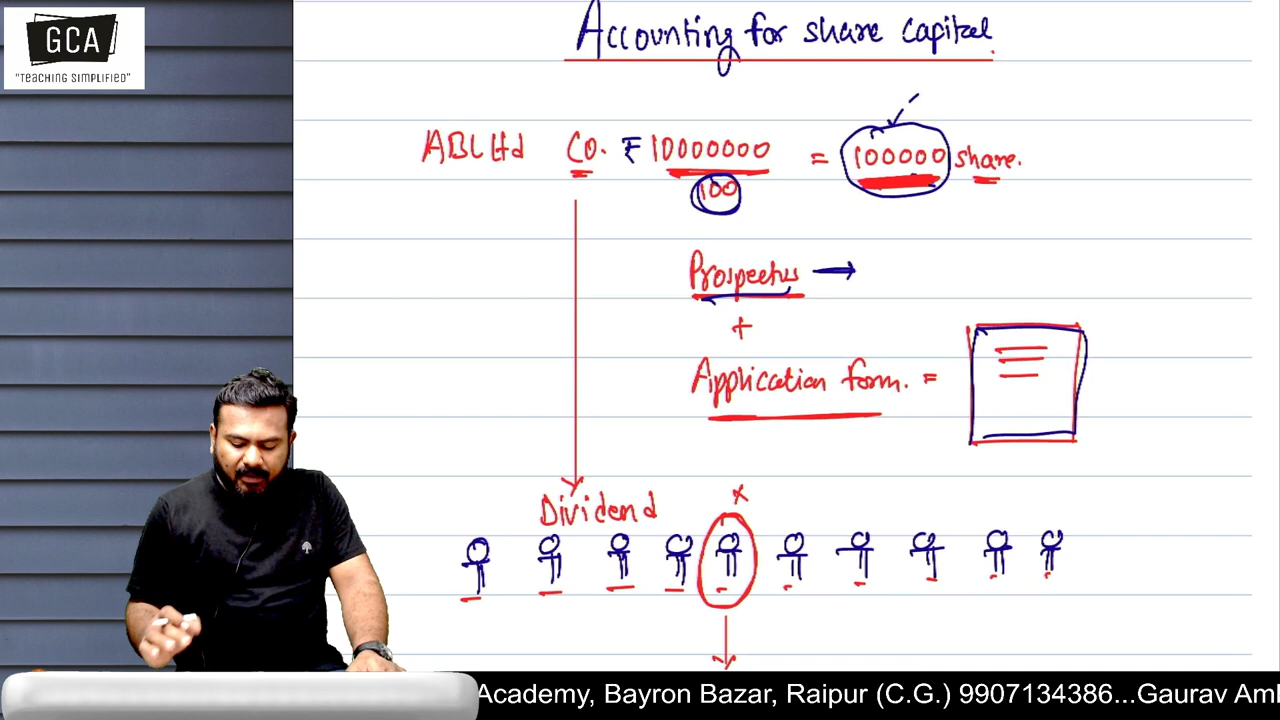 GCA
"TEACHING SIMPLIFIED"
Accounting for share capital
ABC Ltd Co. ₹ 10000000 = 100000 share.
100
Prospectus →
+
Application form. =
Dividend x
Academy, Bayron Bazar, Raipur (C.G.) 9907134386...Gaurav Aml